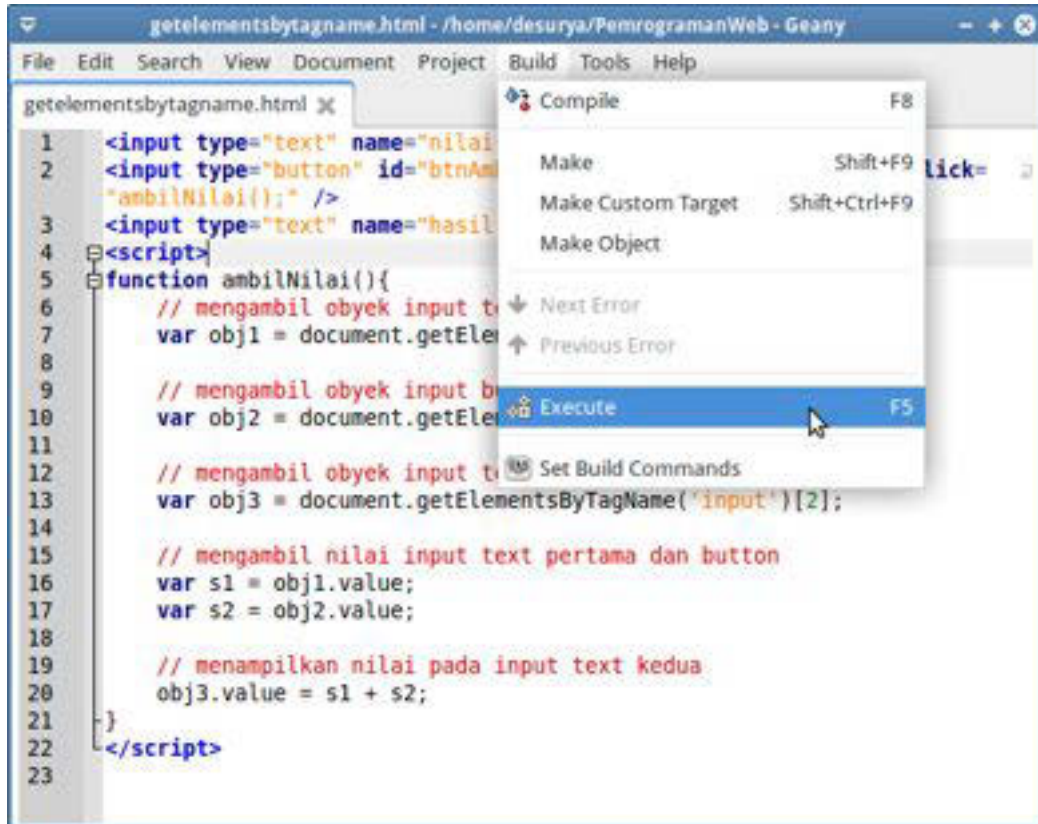 getelementsbytagname.html - /home/desurya/PemrogramanWeb - Geany
File Edit Search View Document Project Build Tools Help
getelementsbytagname.html
1 <input type="text" name="nilai
2 <input type="button" id="btnAm lick=
"ambilNilai();" />
3 <input type="text" name="hasil
4 <script>
5 function ambilNilai(){
6 // mengambil obyek input t
7 var obj1 = document.getEle
8
9 // mengambil obyek input b
10 var obj2 = document.getEle
11
12 // mengambil obyek input t
13 var obj3 = document.getElementsByTagName('input')[2];
14
15 // mengambil nilai input text pertama dan button
16 var s1 = obj1.value;
17 var s2 = obj2.value;
18
19 // menampilkan nilai pada input text kedua
20 obj3.value = s1 + s2;
21 }
22 </script>
23
Compile F8
Make Shift+F9
Make Custom Target Shift+Ctrl+F9
Make Object
Next Error
Previous Error
Execute F5
Set Build Commands